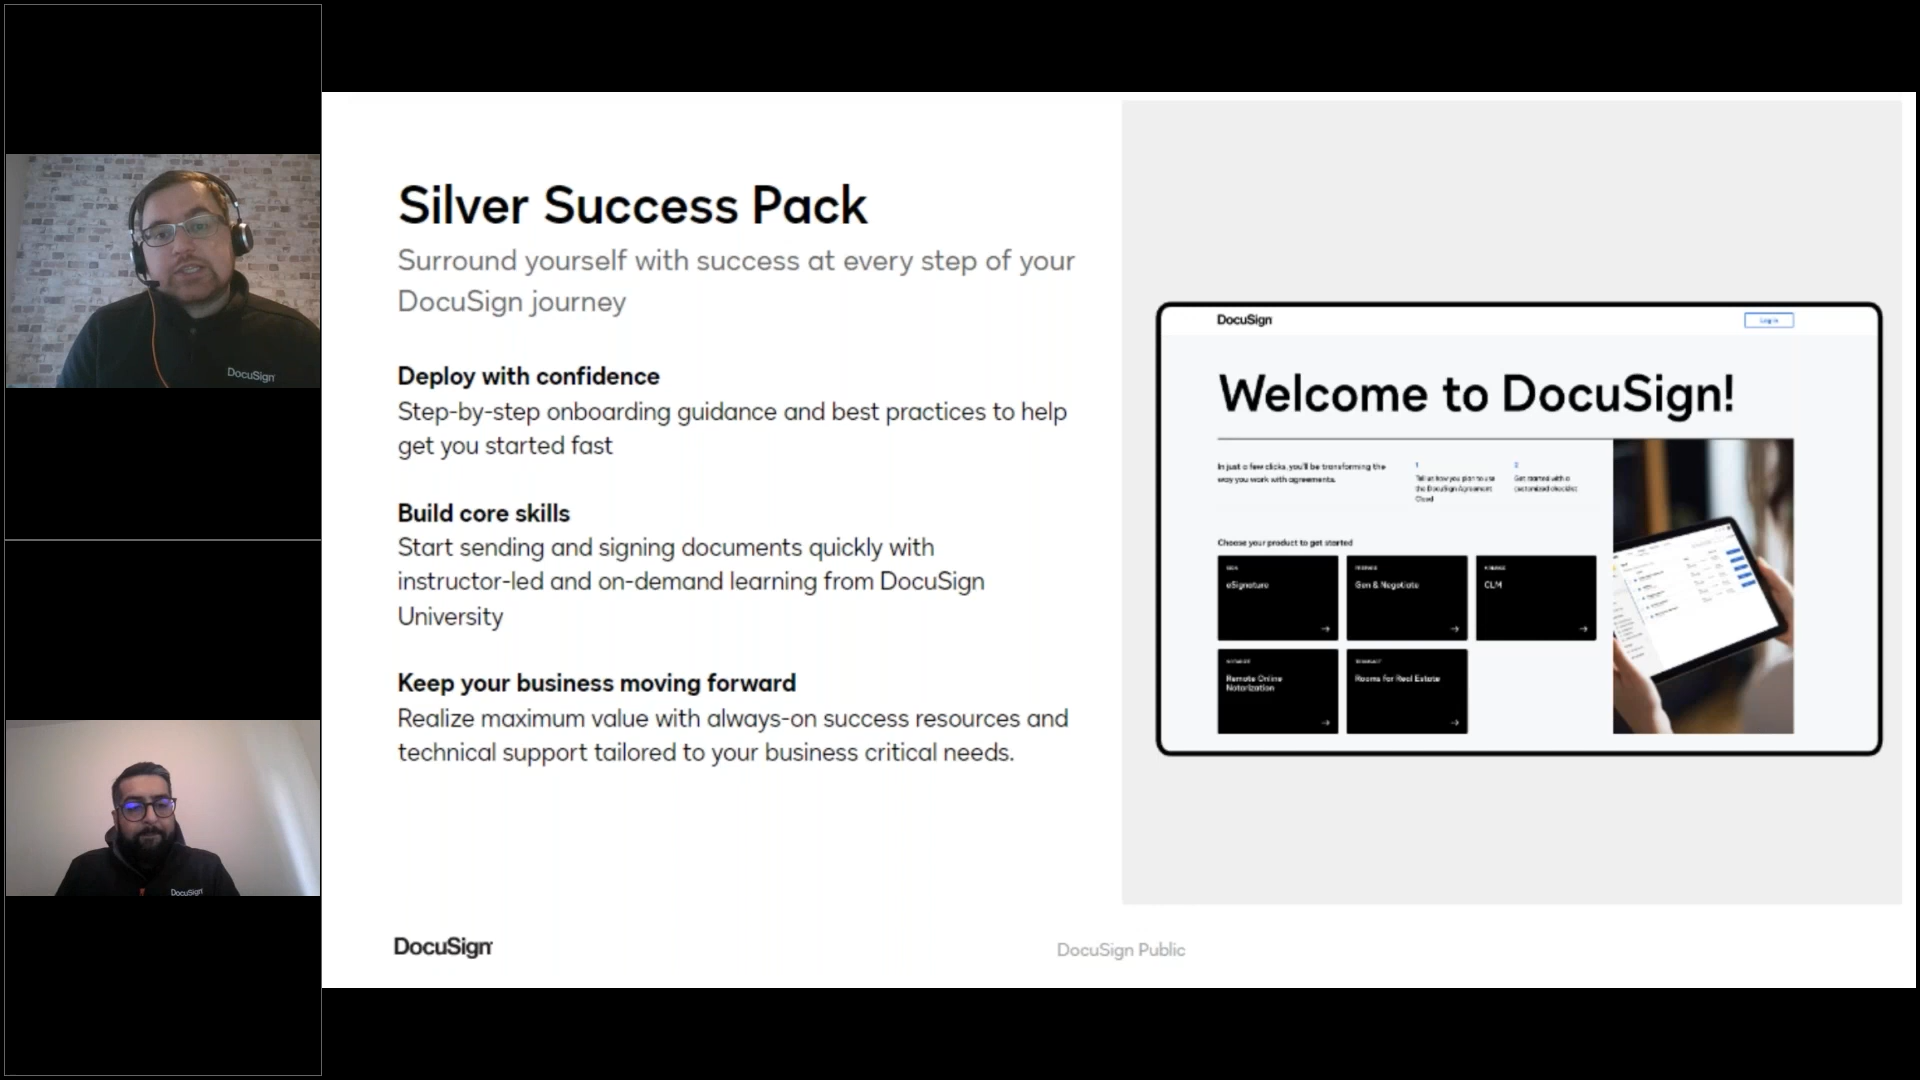 DocuSign
DocuSign
Silver Success Pack
Surround yourself with success at every step of your
DocuSign journey
Deploy with confidence
Step-by-step onboarding guidance and best practices to help
get you started fast
Build core skills
Start sending and signing documents quickly with
instructor-led and on-demand learning from DocuSign
University
Keep your business moving forward
Realize maximum value with always-on success resources and
technical support tailored to your business critical needs.
DocuSign
DocuSign Public
DocuSign
Log in
Welcome to DocuSign!
In just a few clicks, you'll be transforming the
way you work with agreements.
1
Tell us how you plan to use
the DocuSign Agreement
Cloud
2
Get started with a
customized checklist
Choose your product to get started
eSignature
Gen & Negotiate
CLM
Remote Online
Notarization
Rooms for Real Estate